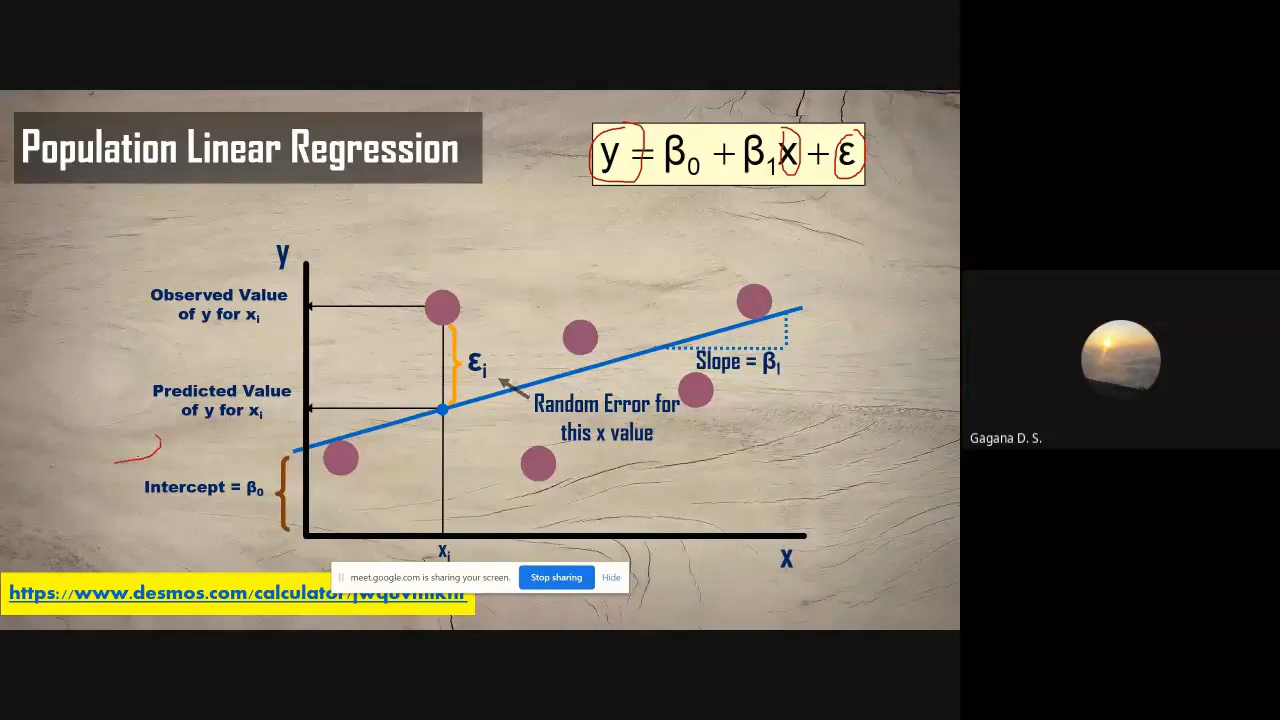 Population Linear Regression
y = β0 + β1x + ε
y
Observed Value
of y for xi
εi
Slope = β1
Predicted Value
of y for xi
Random Error for
this x value
Intercept = β0
xi
x
meet.google.com is sharing your screen.
Stop sharing
Hide
Gagana D. S.